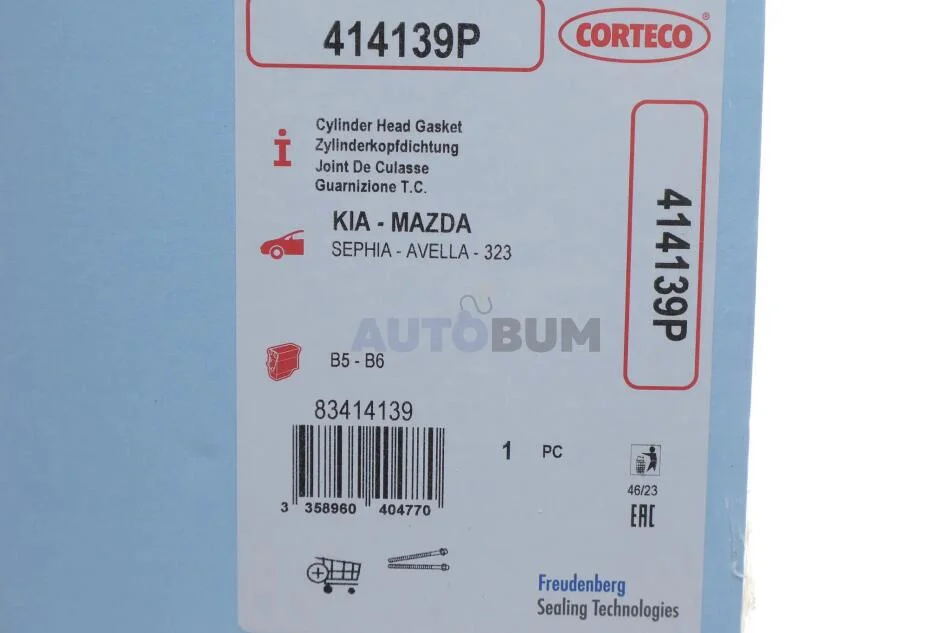 414139P
CORTECO®
Cylinder Head Gasket
Zylinderkopfdichtung
Joint De Culasse
Guarnizione T.C.
KIA - MAZDA
SEPHIA - AVELLA - 323
414139P
AUTOBUM
B5 - B6
83414139
1 PC
3 358960 404770
46/23
EAC
Freudenberg
Sealing Technologies